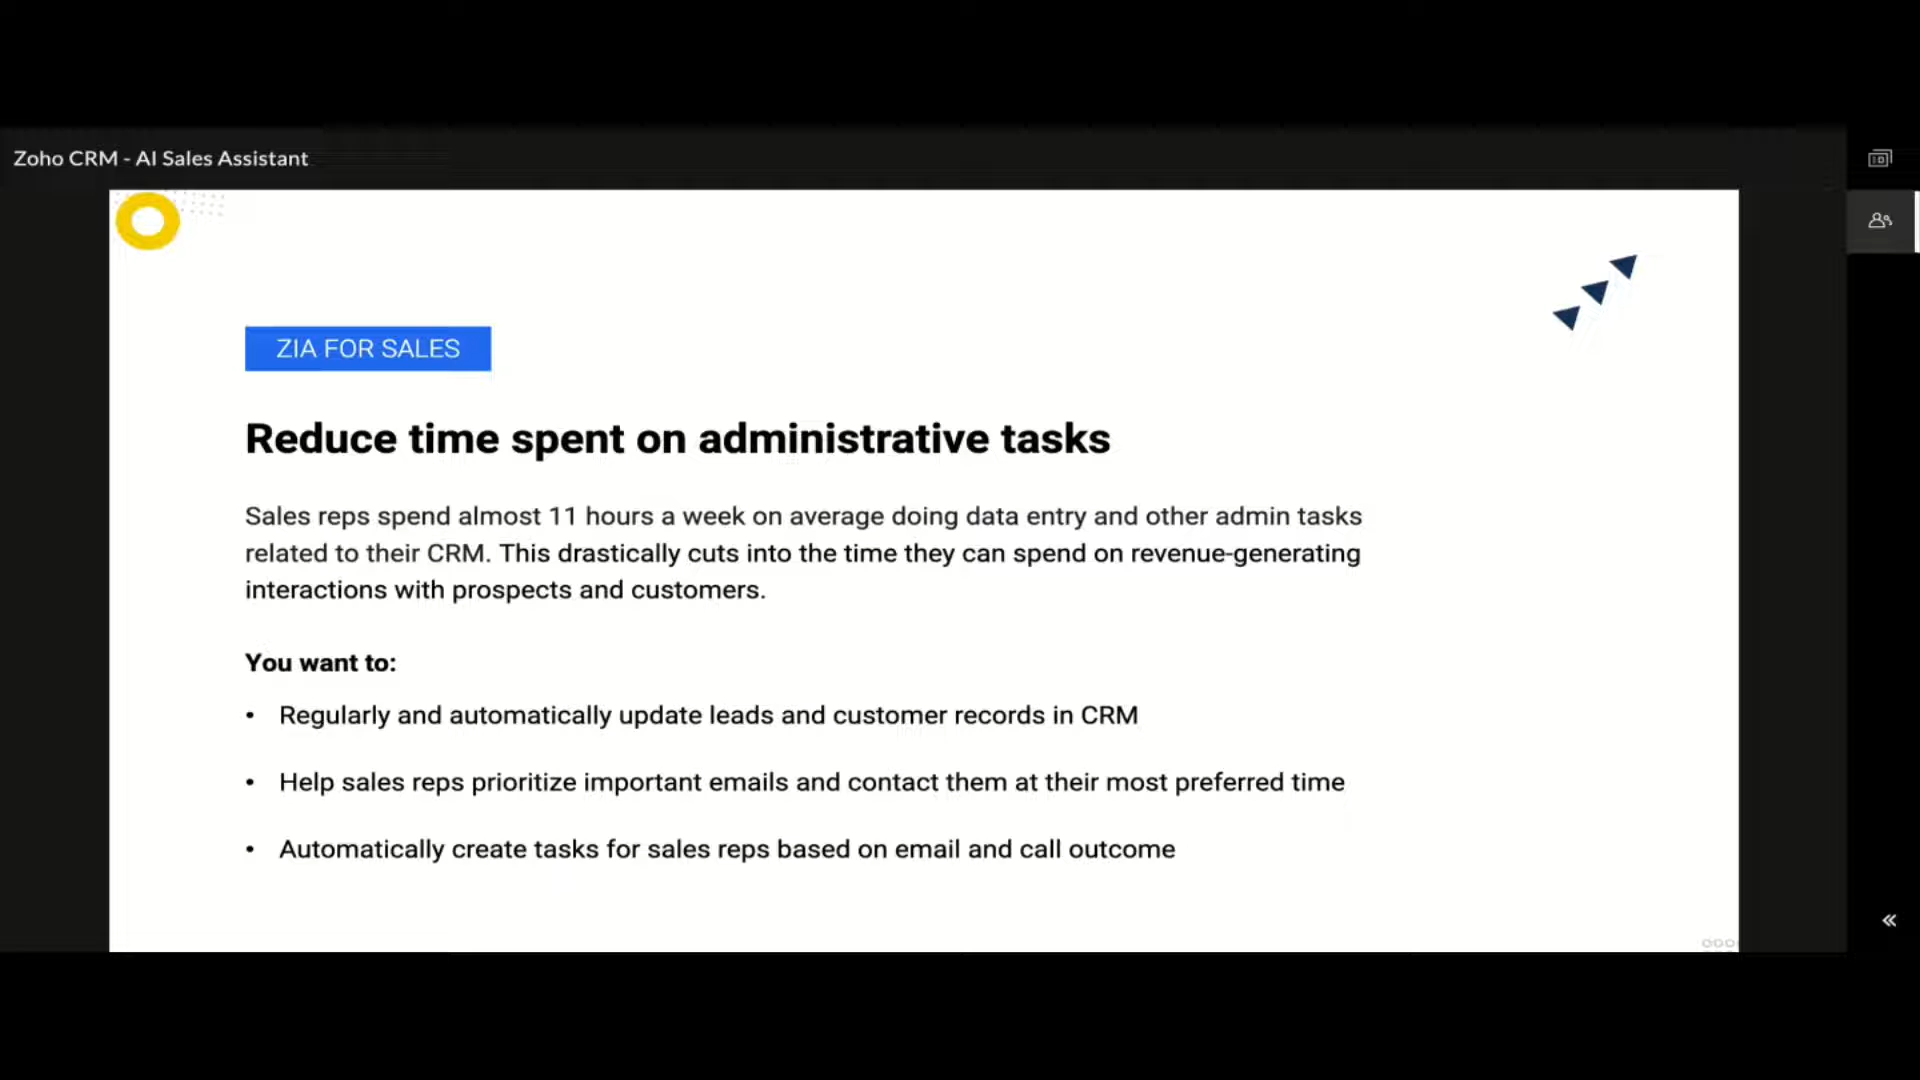 Zoho CRM - AI Sales Assistant
ZIA FOR SALES
Reduce time spent on administrative tasks
Sales reps spend almost 11 hours a week on average doing data entry and other admin tasks
related to their CRM. This drastically cuts into the time they can spend on revenue-generating
interactions with prospects and customers.
You want to:
• Regularly and automatically update leads and customer records in CRM
• Help sales reps prioritize important emails and contact them at their most preferred time
• Automatically create tasks for sales reps based on email and call outcome